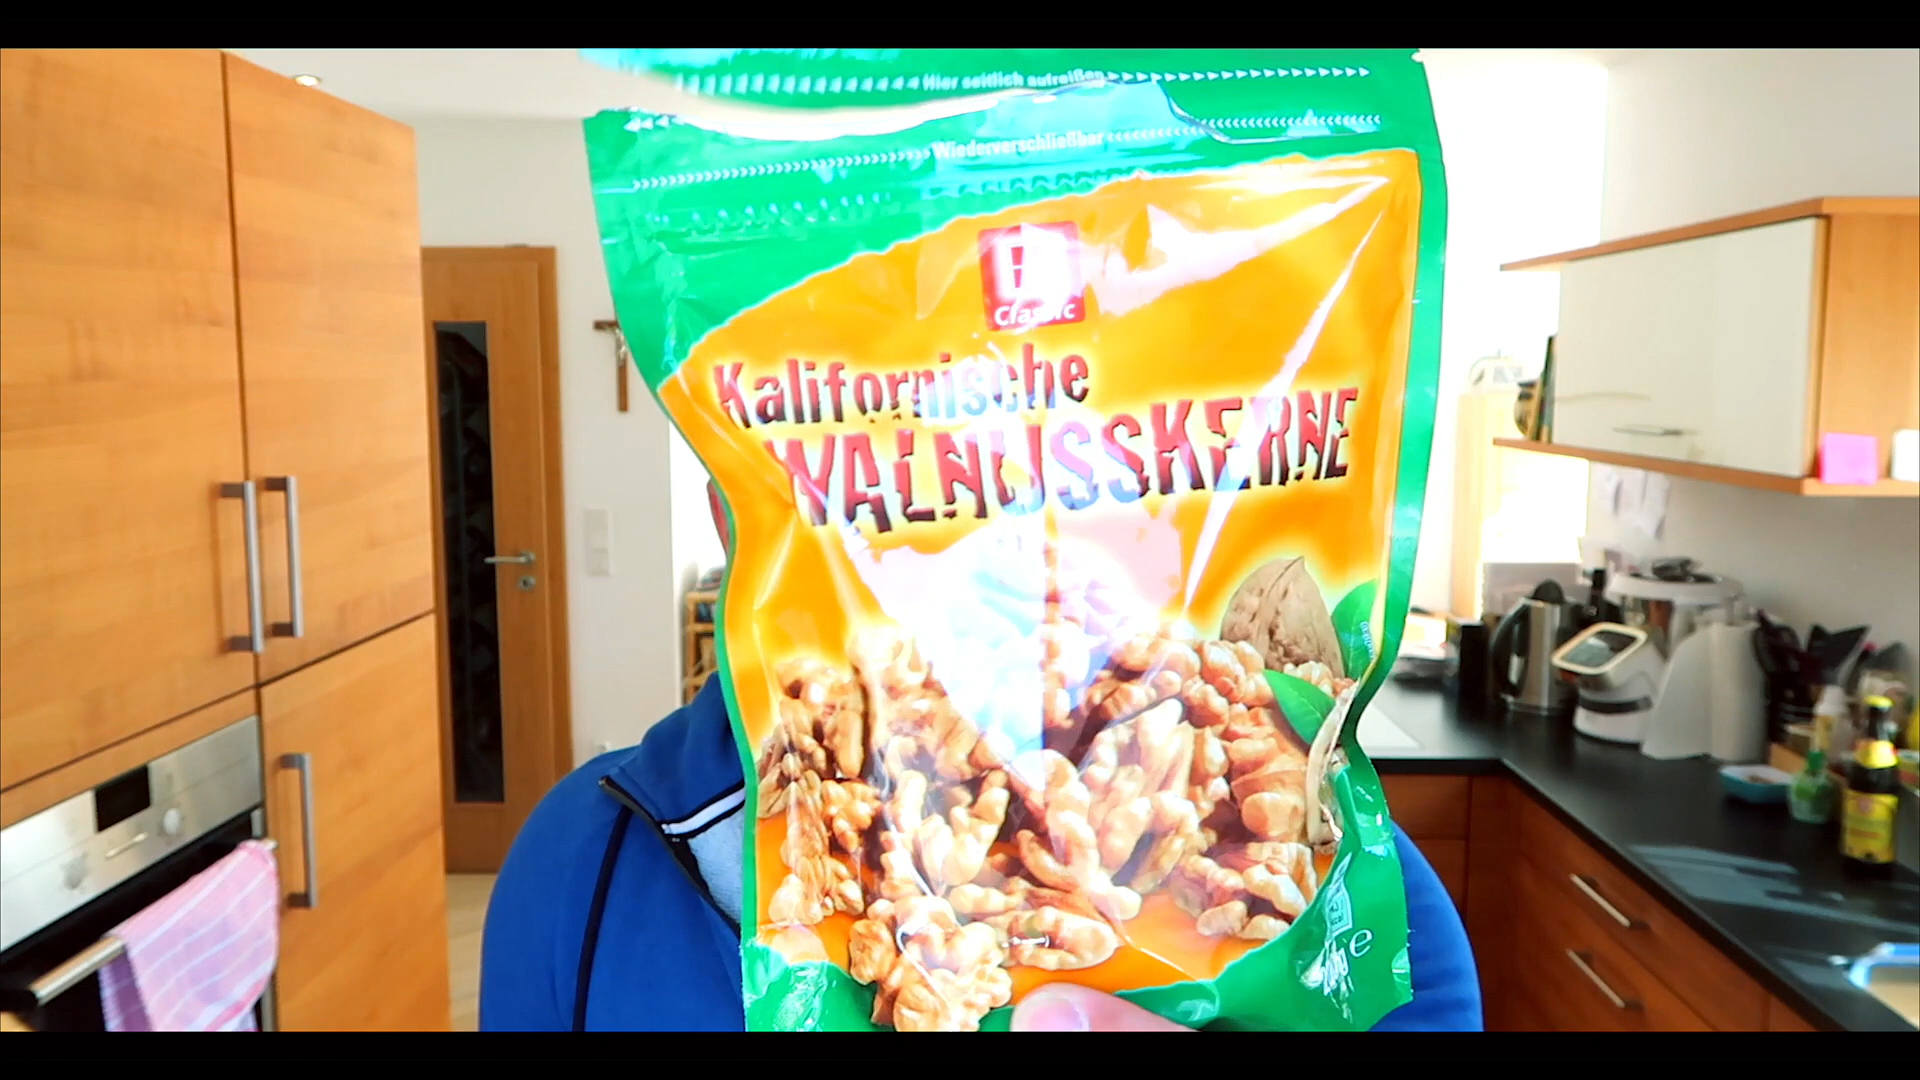 Hier seitlich aufreißen
Wiederverschließbar
Classic
Kalifornische
WALNUSSKERNE